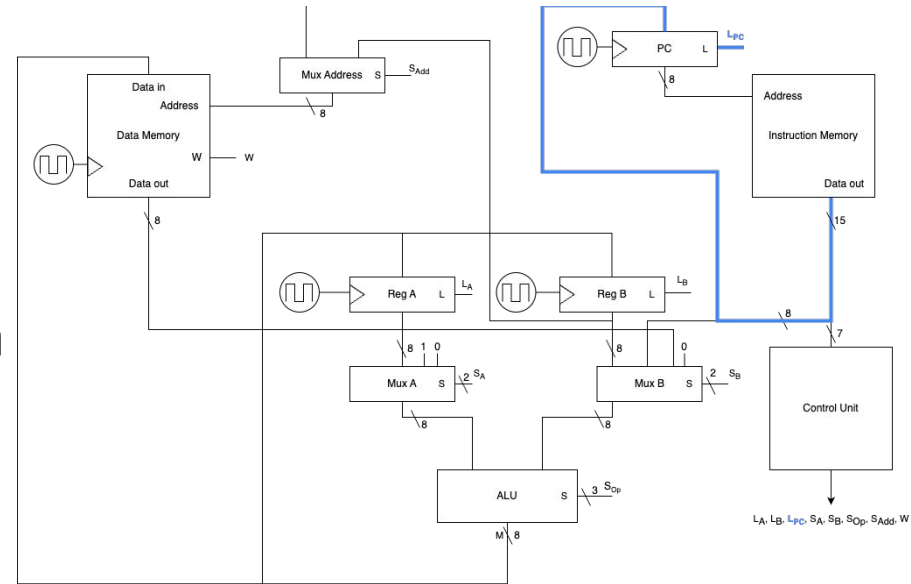 L_PC
PC L
8
Mux Address S
S_Add
8
Data in
Address
Data Memory
W W
Data out
8
Address
Instruction Memory
Data out
15
Reg A L
L_A
Reg B L
L_B
8
7
8 1 0
8 0
Mux A S
2 S_A
Mux B S
2 S_B
Control Unit
8
8
ALU S
3 S_Op
M 8
L_A, L_B, L_PC, S_A, S_B, S_Op, S_Add, W